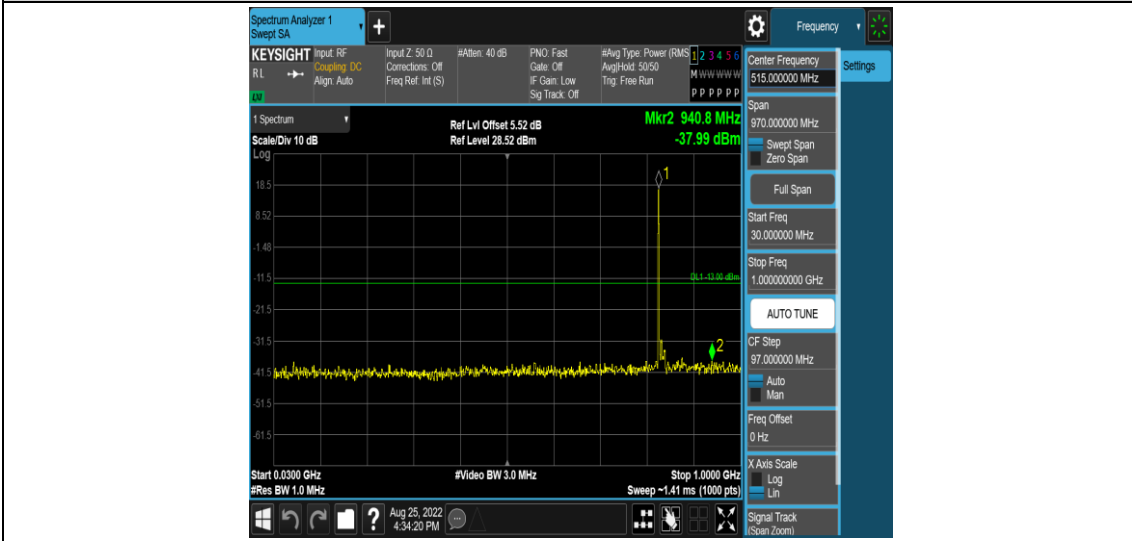 Spectrum Analyzer 1
Swept SA
+
Frequency
KEYSIGHT
RL
Input: RF
Coupling: DC
Align: Auto
Input Z: 50 Ω
Corrections: Off
Freq Ref: Int (S)
#Atten: 40 dB
PNO: Fast
Gate: Off
IF Gain: Low
Sig Track: Off
#Avg Type: Power (RMS
Avg|Hold: 50/50
Trig: Free Run
1 2 3 4 5 6
M W W W W W
P P P P P P
Center Frequency
515.000000 MHz
Settings
1 Spectrum
Scale/Div 10 dB
Log
Ref Lvl Offset 5.52 dB
Ref Level 28.52 dBm
Mkr2 940.8 MHz
-37.99 dBm
Span
970.000000 MHz
Swept Span
Zero Span
Full Span
Start Freq
30.000000 MHz
Stop Freq
1.000000000 GHz
AUTO TUNE
CF Step
97.000000 MHz
Auto
Man
Freq Offset
0 Hz
X Axis Scale
Log
Lin
Signal Track
(Span Zoom)
1
18.5
8.52
-1.48
-11.5
DL1 -13.00 dBm
-21.5
-31.5
2
-41.5
-51.5
-61.5
Start 0.0300 GHz
#Res BW 1.0 MHz
#Video BW 3.0 MHz
Stop 1.0000 GHz
Sweep ~1.41 ms (1000 pts)
?
Aug 25, 2022
4:34:20 PM